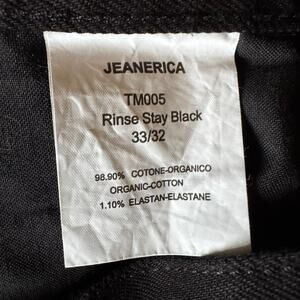 JEANERICA
TM005
Rinse Stay Black
33/32
98.90% COTONE-ORGANICO
ORGANIC-COTTON
1.10% ELASTAN-ELASTANE